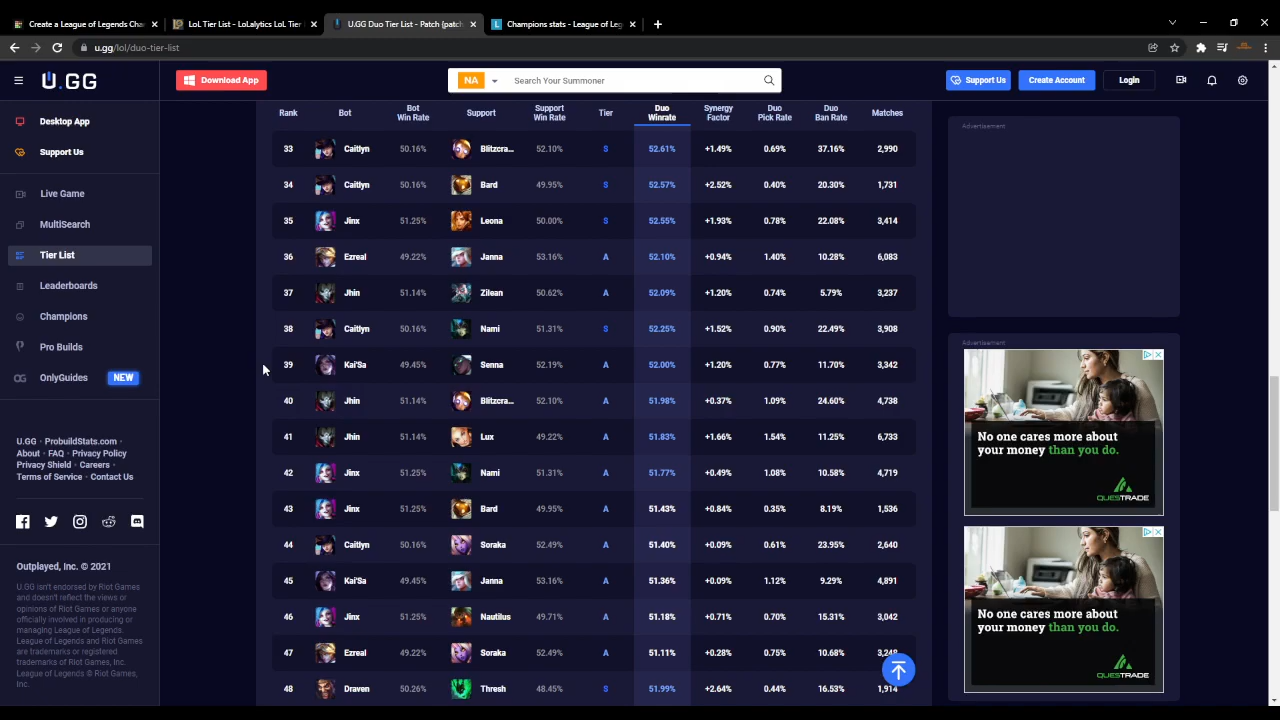 Create a League of Legends Cha
LoL Tier List - LoLalytics LoL Tier
U.GG Duo Tier List - Patch {patch
Champions stats - League of Leg
u.gg/lol/duo-tier-list
U.GG
Download App
NA
Search Your Summoner
Support Us
Create Account
Login
Desktop App
Support Us
Live Game
MultiSearch
Tier List
Leaderboards
Champions
Pro Builds
OnlyGuides NEW
U.GG · ProbuildStats.com ·
About · FAQ · Privacy Policy
Privacy Shield · Careers ·
Terms of Service · Contact Us
Outplayed, Inc. © 2021
U.GG isn't endorsed by Riot Games
and doesn't reflect the views or
opinions of Riot Games or anyone
officially involved in producing or
managing League of Legends.
League of Legends and Riot Games
are trademarks or registered
trademarks of Riot Games, Inc.
League of Legends © Riot Games,
Inc.
Rank Bot Bot Win Rate Support Support Win Rate Tier Duo Winrate Synergy Factor Duo Pick Rate Duo Ban Rate Matches
33 Caitlyn 50.16% Blitzcra... 52.10% S 52.61% +1.49% 0.69% 37.16% 2,990
34 Caitlyn 50.16% Bard 49.95% S 52.57% +2.52% 0.40% 20.30% 1,731
35 Jinx 51.25% Leona 50.00% S 52.55% +1.93% 0.78% 22.08% 3,414
36 Ezreal 49.22% Janna 53.16% A 52.10% +0.94% 1.40% 10.28% 6,083
37 Jhin 51.14% Zilean 50.62% A 52.09% +1.20% 0.74% 5.79% 3,237
38 Caitlyn 50.16% Nami 51.31% S 52.25% +1.52% 0.90% 22.49% 3,908
39 Kai'Sa 49.45% Senna 52.19% A 52.00% +1.20% 0.77% 11.70% 3,342
40 Jhin 51.14% Blitzcra... 52.10% A 51.98% +0.37% 1.09% 24.60% 4,738
41 Jhin 51.14% Lux 49.22% A 51.83% +1.66% 1.54% 11.25%
42 Jinx 51.25% Nami 51.31% A 51.77% +0.49% 1.08% 10.58% 4,719
43 Jinx 51.25% Bard 49.95% A 51.43% +0.84% 0.35% 8.19% 1,536
44 Caitlyn 50.16% Soraka 52.49% A 51.40% +0.09% 0.61% 23.95% 2,640
45 Kai'Sa 49.45% Janna 53.16% A 51.36% +0.09% 1.12% 9.29% 4,891
46 Jinx 51.25% Nautilus 49.71% A 51.18% +0.71% 0.70% 15.31% 3,042
47 Ezreal 49.22% Soraka 52.49% A 51.11% +0.28% 0.75% 10.68%
48 Draven 50.26% Thresh 48.45% S 51.99% +2.64% 0.44% 16.53% 1,914
Advertisement
Advertisement
No one cares more about
your money than you do.
QUESTRADE
No one cares more about
your money than you do.
QUESTRADE